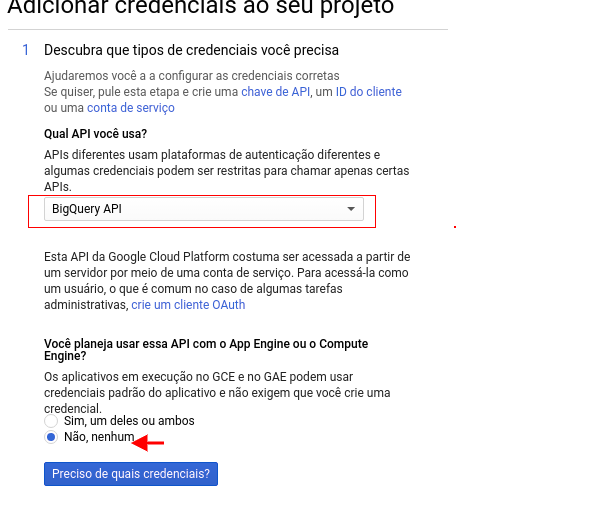 Adicionar credenciais ao seu projeto
1 Descubra que tipos de credenciais você precisa
Ajudaremos você a a configurar as credenciais corretas
Se quiser, pule esta etapa e crie uma chave de API, um ID do cliente
ou uma conta de serviço
Qual API você usa?
APIs diferentes usam plataformas de autenticação diferentes e
algumas credenciais podem ser restritas para chamar apenas certas
APIs.
BigQuery API
Esta API da Google Cloud Platform costuma ser acessada a partir de
um servidor por meio de uma conta de serviço. Para acessá-la como
um usuário, o que é comum no caso de algumas tarefas
administrativas, crie um cliente OAuth
Você planeja usar essa API com o App Engine ou o Compute
Engine?
Os aplicativos em execução no GCE e no GAE podem usar
credenciais padrão do aplicativo e não exigem que você crie uma
credencial.
Sim, um deles ou ambos
Não, nenhum
Preciso de quais credenciais?